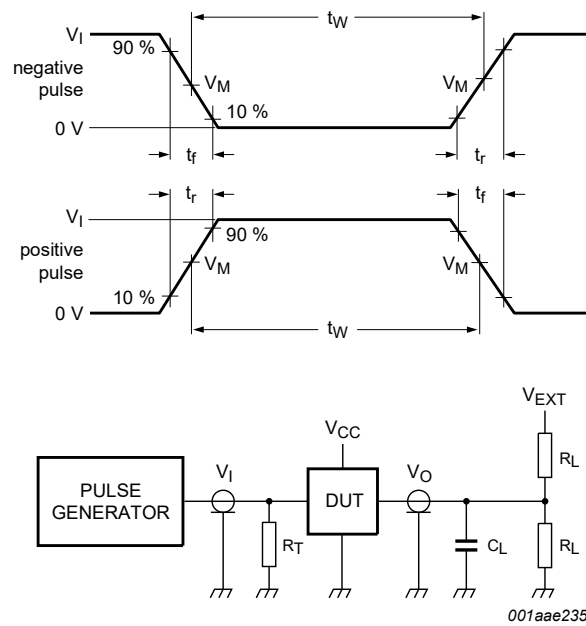 V_I
t_W
90 %
negative
pulse
V_M
V_M
10 %
0 V
t_f
t_r
t_r
t_f
V_I
90 %
positive
pulse
V_M
V_M
10 %
0 V
t_W
V_EXT
V_CC
R_L
V_I
V_O
PULSE
GENERATOR
DUT
R_T
C_L
R_L
001aae235